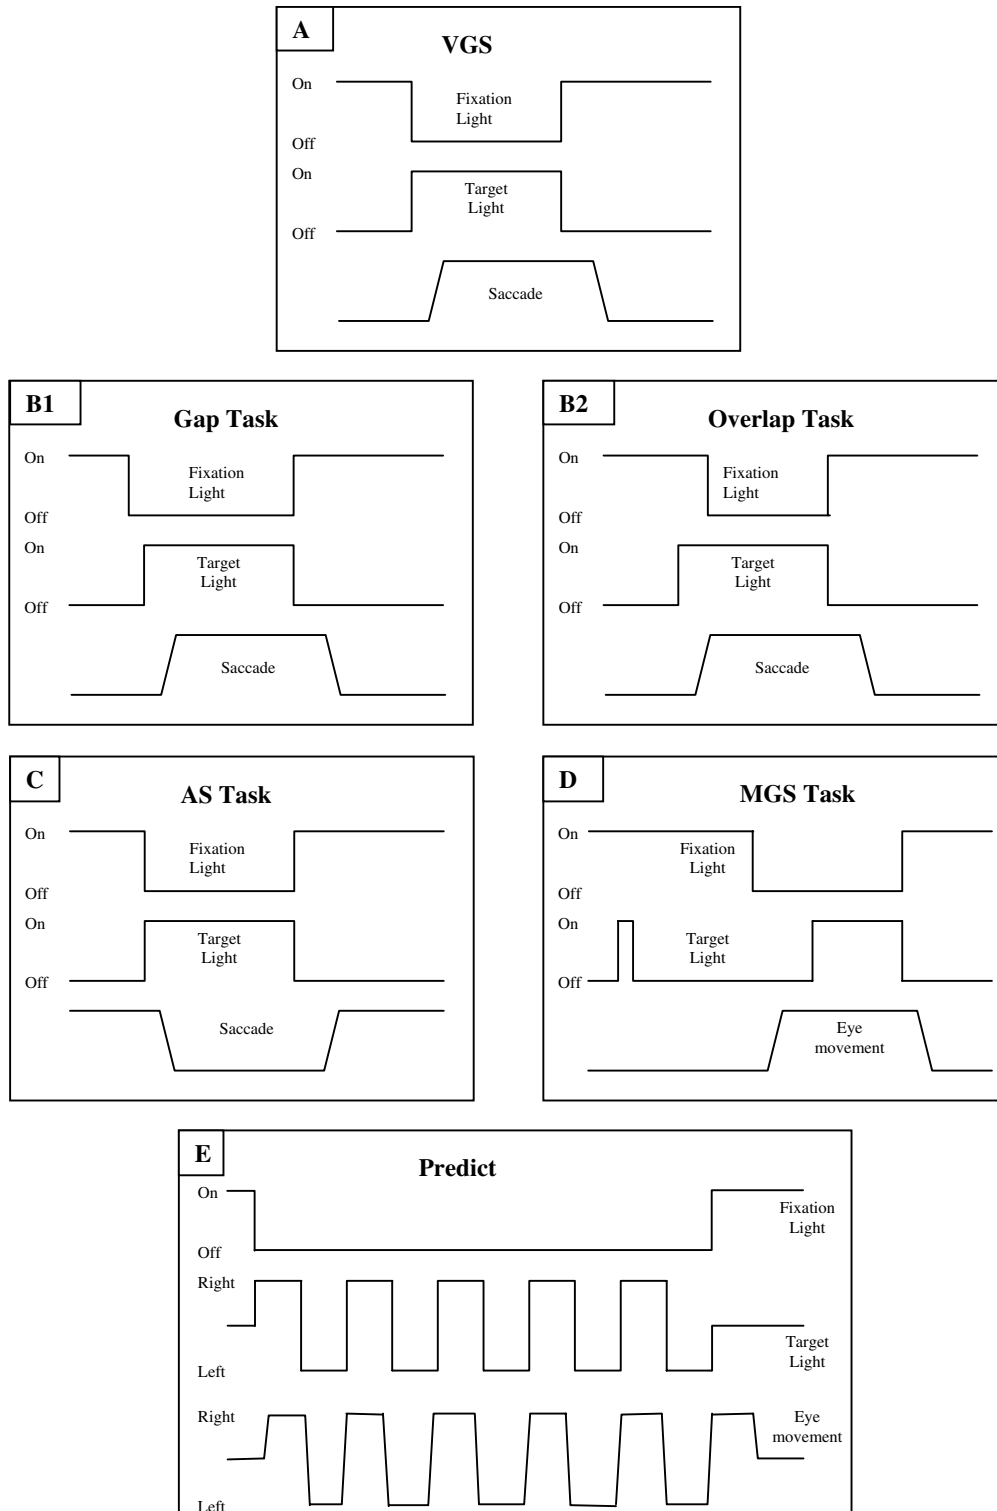 A
VGS
On
Fixation
Light
Off
On
Target
Light
Off
Saccade
B1
Gap Task
On
Fixation
Light
Off
On
Target
Light
Off
Saccade
B2
Overlap Task
On
Fixation
Light
Off
On
Target
Light
Off
Saccade
C
AS Task
On
Fixation
Light
Off
On
Target
Light
Off
Saccade
D
MGS Task
On
Fixation
Light
Off
On
Target
Light
Off
Eye
movement
E
Predict
On
Fixation
Light
Off
Right
Target
Light
Left
Right
Eye
movement
Left